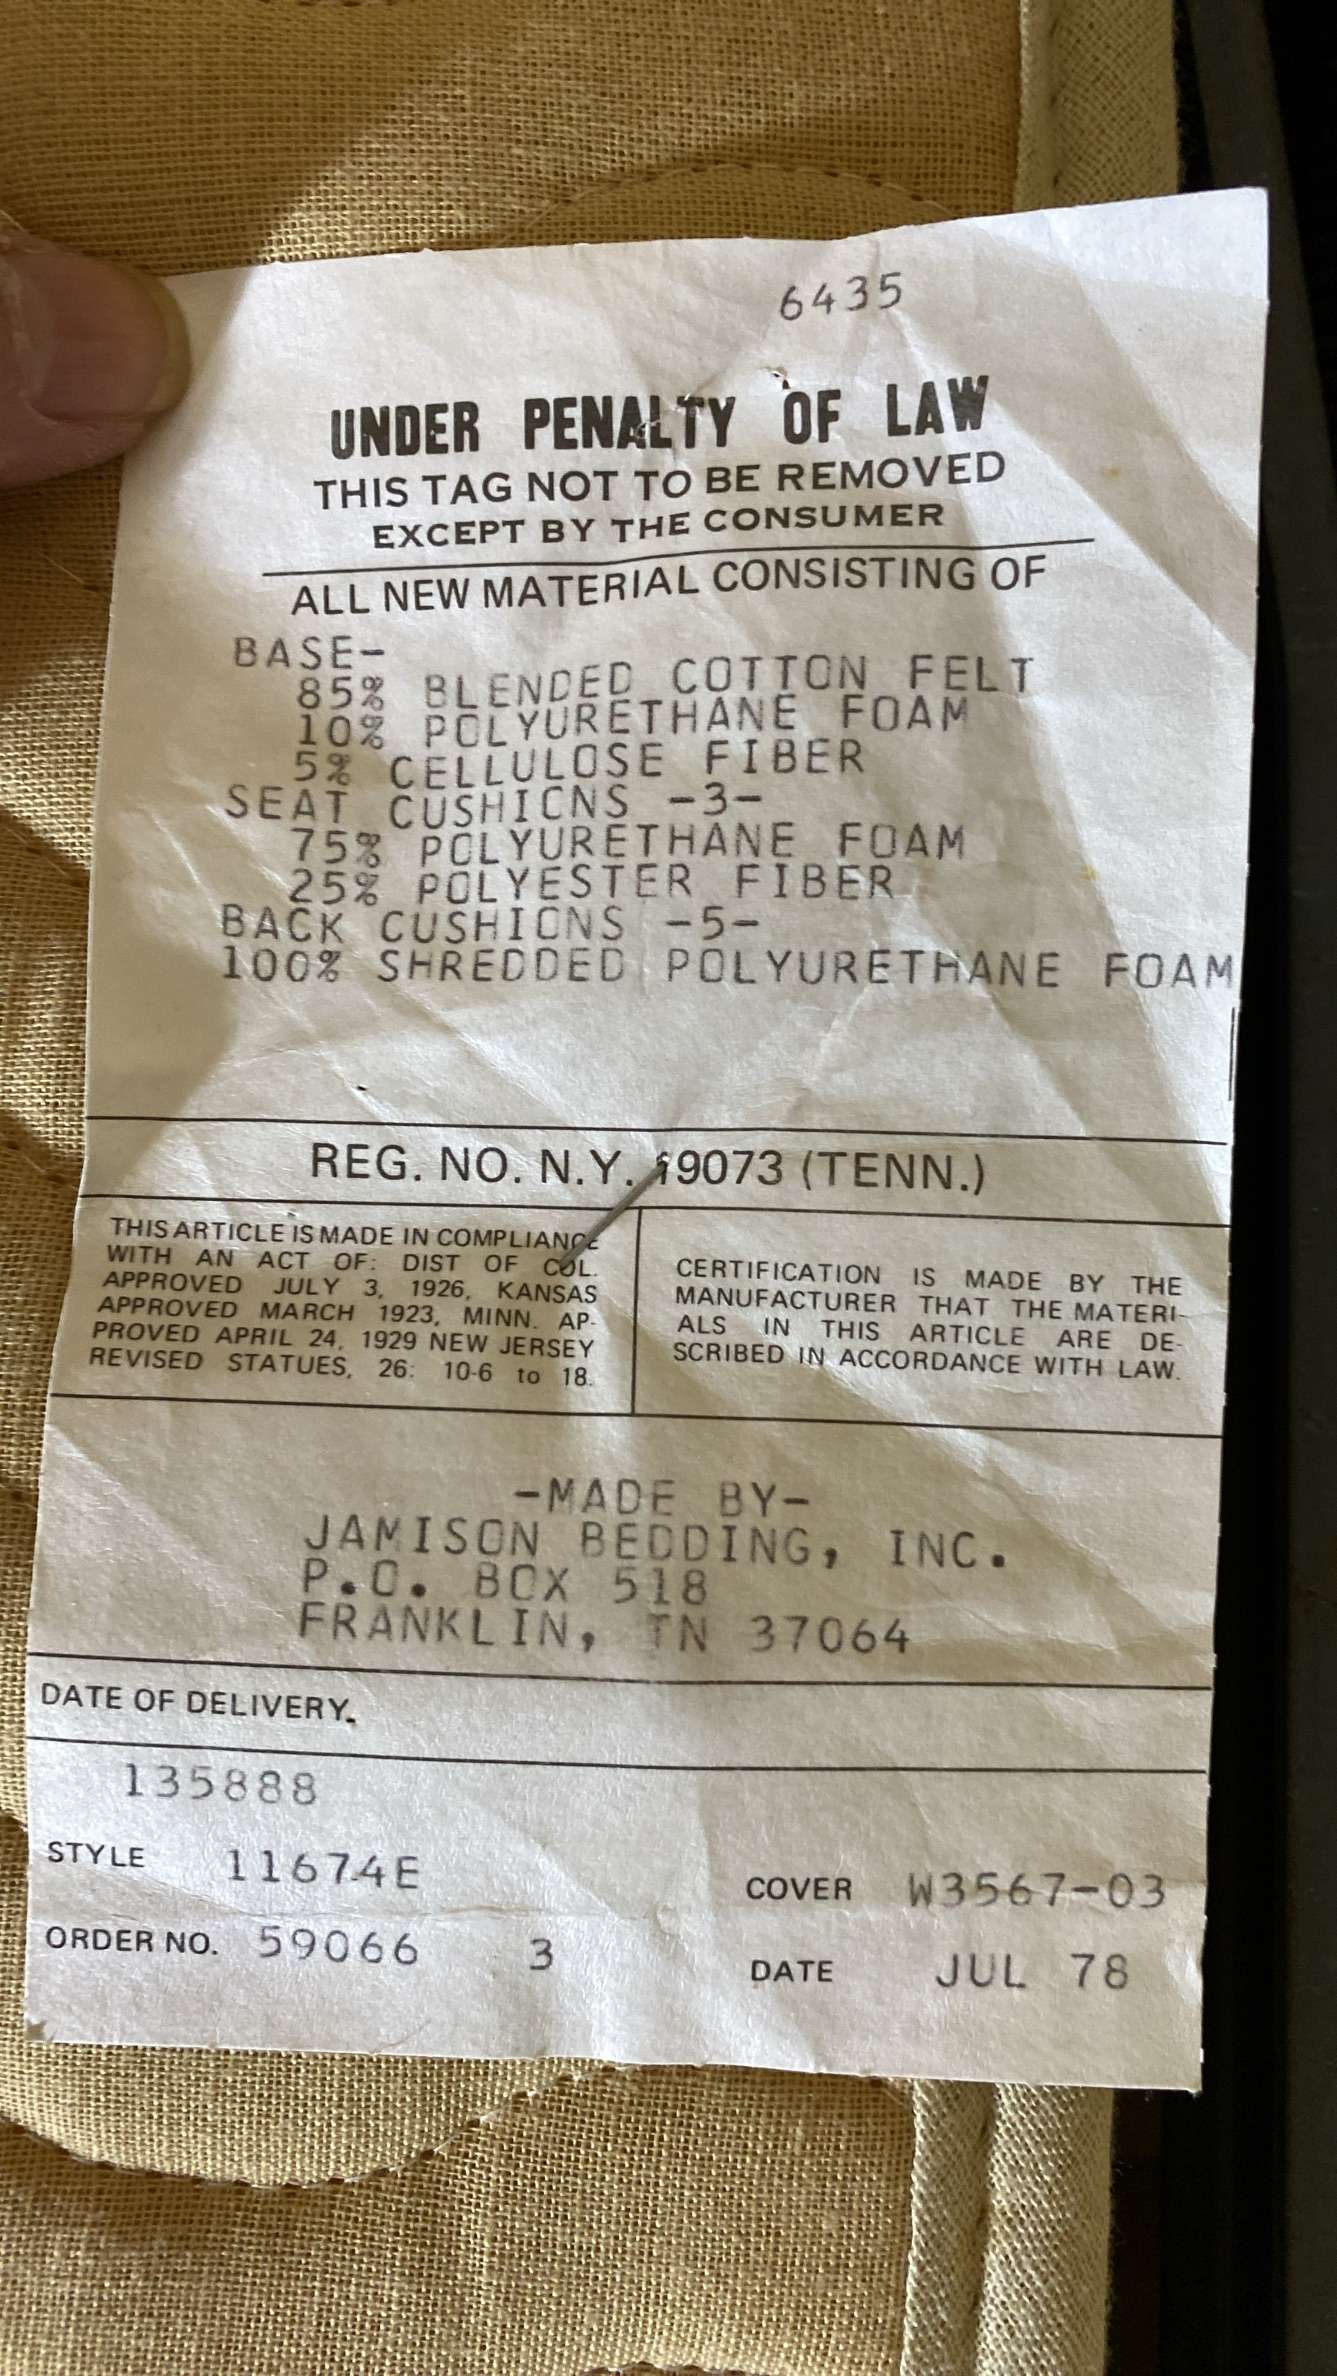 6435
UNDER PENALTY OF LAW
THIS TAG NOT TO BE REMOVED
EXCEPT BY THE CONSUMER
ALL NEW MATERIAL CONSISTING OF
BASE-
85% BLENDED COTTON FELT
10% POLYURETHANE FOAM
5% CELLULOSE FIBER
SEAT CUSHIONS -3-
75% POLYURETHANE FOAM
25% POLYESTER FIBER
BACK CUSHIONS -5-
100% SHREDDED POLYURETHANE FOAM
REG. NO. N.Y. 19073 (TENN.)
THIS ARTICLE IS MADE IN COMPLIANCE
WITH AN ACT OF: DIST OF COL.
APPROVED JULY 3, 1926, KANSAS
APPROVED MARCH 1923, MINN. AP-
PROVED APRIL 24, 1929 NEW JERSEY
REVISED STATUES, 26: 10-6 to 18.
CERTIFICATION IS MADE BY THE
MANUFACTURER THAT THE MATERI-
ALS IN THIS ARTICLE ARE DE-
SCRIBED IN ACCORDANCE WITH LAW.
-MADE BY-
JAMISON BEDDING, INC.
P.O. BOX 518
FRANKLIN, TN 37064
DATE OF DELIVERY.
135888
STYLE 11674E
COVER W3567-03
ORDER NO. 59066 3
DATE JUL 78